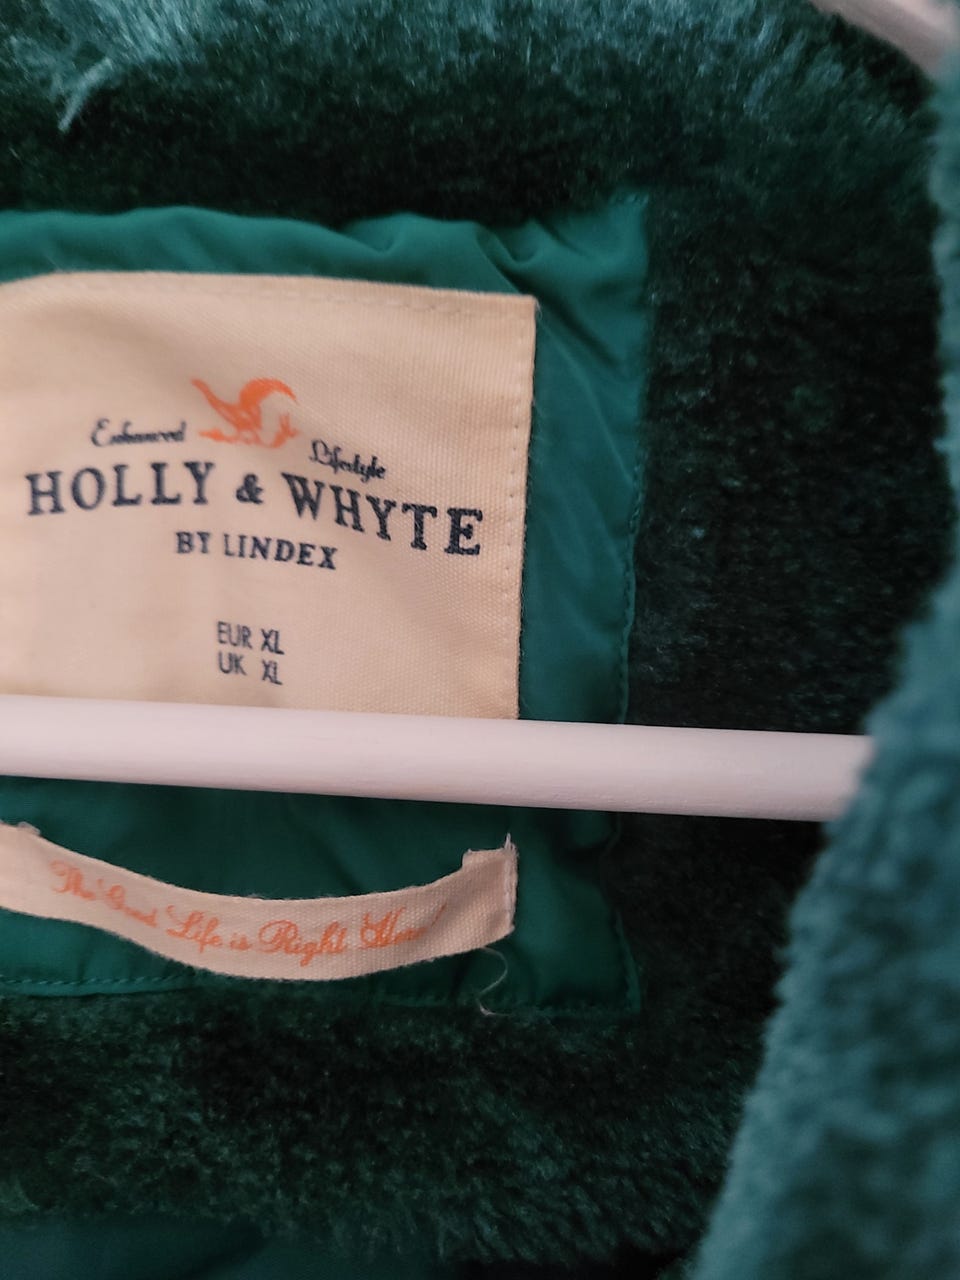 Enhanced Lifestyle
HOLLY & WHYTE
BY LINDEX
EUR XL
UK XL
The Good Life is Right Here!